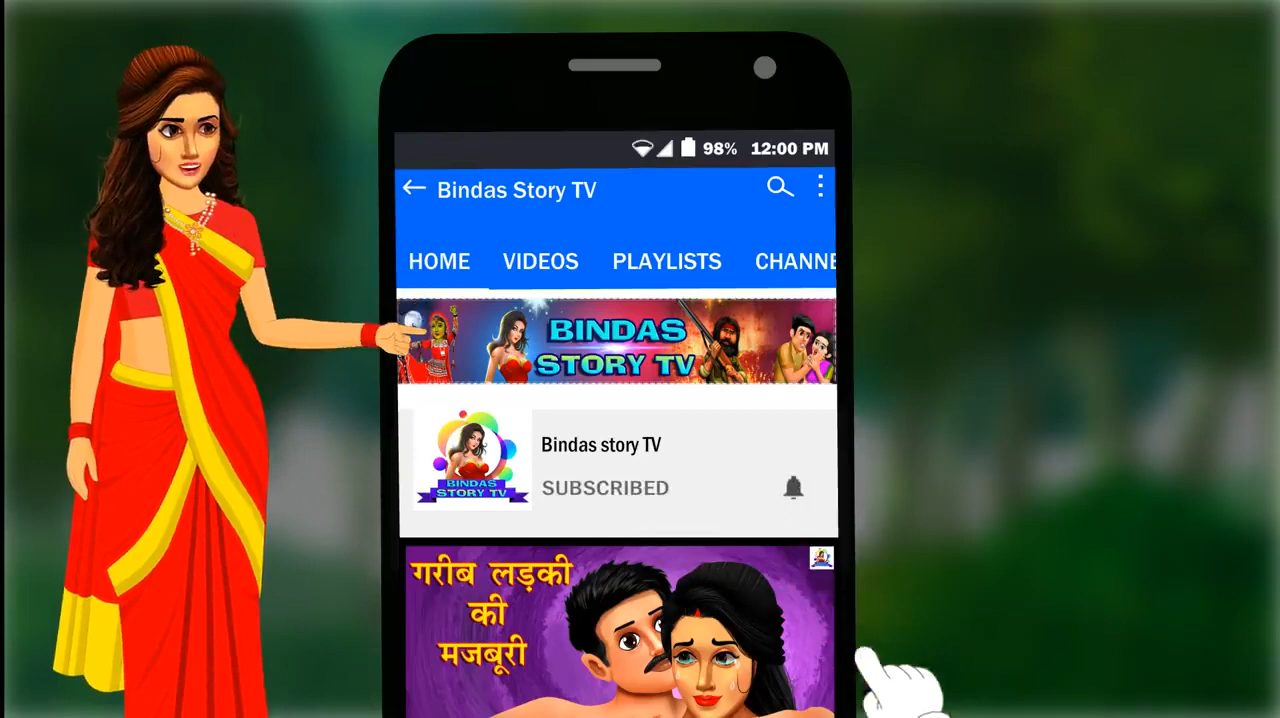 98% 12:00 PM
Bindas Story TV
HOME VIDEOS PLAYLISTS CHANNE
BINDAS
STORY TV
Bindas story TV
SUBSCRIBED
BINDAS
STORY TV
गरीब लड़की
की
मजबूरी